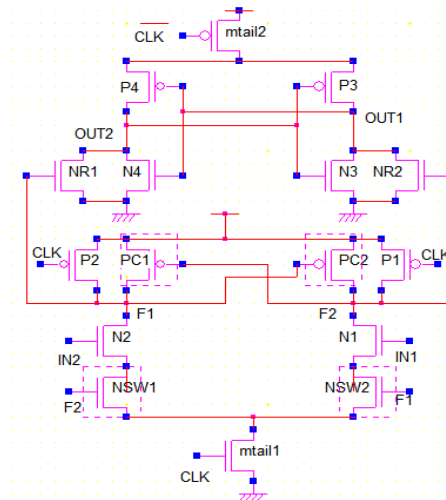 CLK mtail2
P4 P3
OUT2 OUT1
NR1 N4 N3 NR2
CLK P2 PC1 PC2 P1 CLK
F1 F2
N2 N1
IN2 IN1
NSW1 NSW2
F2 F1
mtail1
CLK